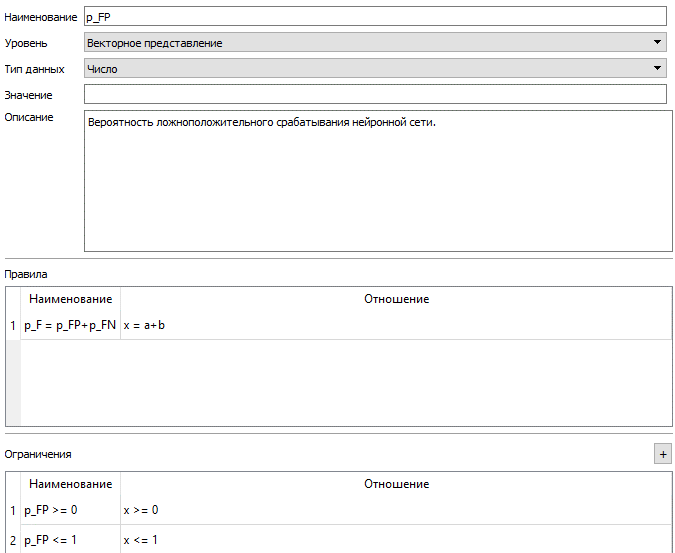 Наименование p_FP
Уровень Векторное представление
Тип данных Число
Значение
Описание Вероятность ложноположительного срабатывания нейронной сети.
Правила
Наименование Отношение
1 p_F = p_FP+p_FN x = a+b
Ограничения +
Наименование Отношение
1 p_FP >= 0 x >= 0
2 p_FP <= 1 x <= 1